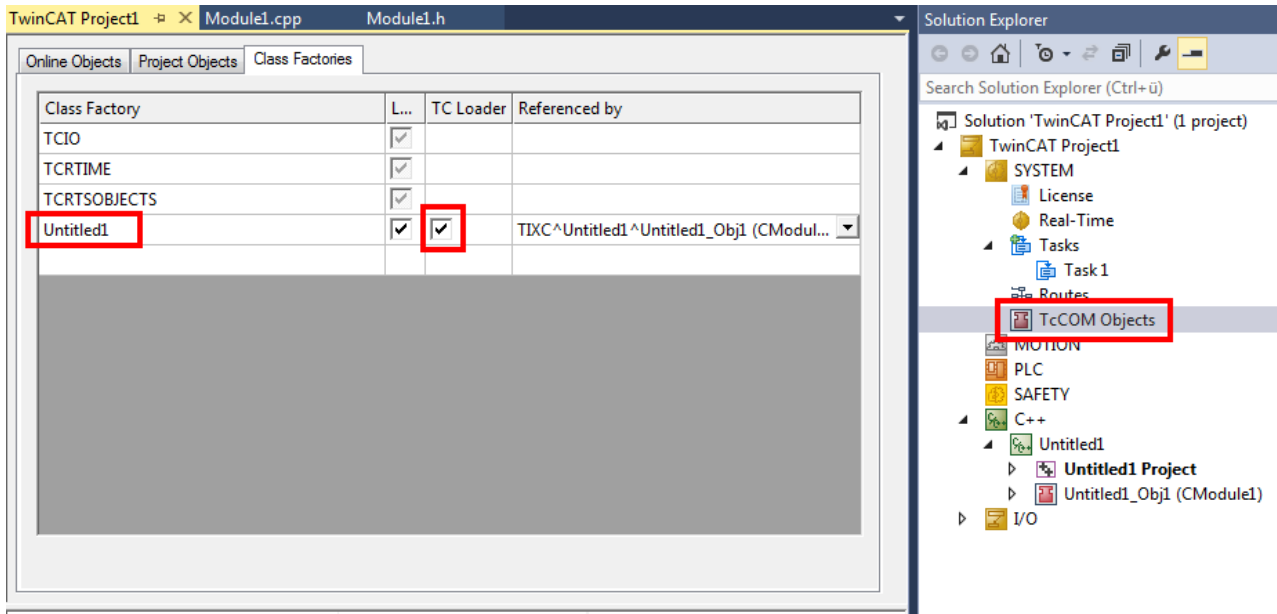 TwinCAT Project1 Module1.cpp Module1.h
Online Objects Project Objects Class Factories
Class Factory L... TC Loader Referenced by
TCIO
TCRTIME
TCRTSOBJECTS
Untitled1 TIXC^Untitled1^Untitled1_Obj1 (CModul...
Solution Explorer
Search Solution Explorer (Ctrl+ü)
Solution 'TwinCAT Project1' (1 project)
TwinCAT Project1
SYSTEM
License
Real-Time
Tasks
Task 1
Routes
TcCOM Objects
MOTION
PLC
SAFETY
C++
Untitled1
Untitled1 Project
Untitled1_Obj1 (CModule1)
I/O